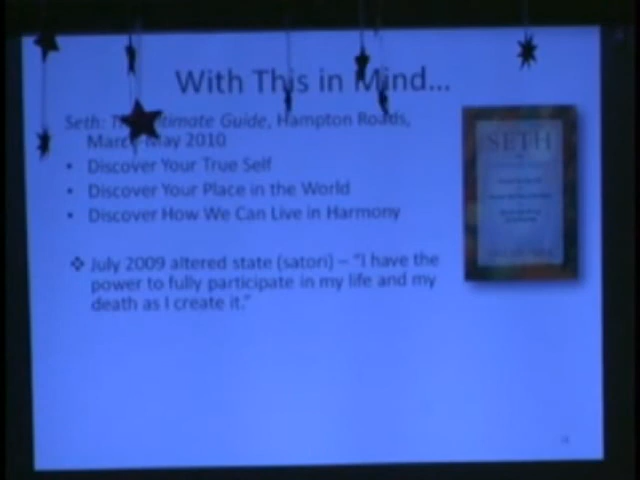 With This in Mind...
Seth: The Ultimate Guide, Hampton Roads,
March-May 2010
• Discover Your True Self
• Discover Your Place in the World
• Discover How We Can Live in Harmony
❖ July 2009 altered state (satori) – "I have the
power to fully participate in my life and my
death as I create it."
SETH